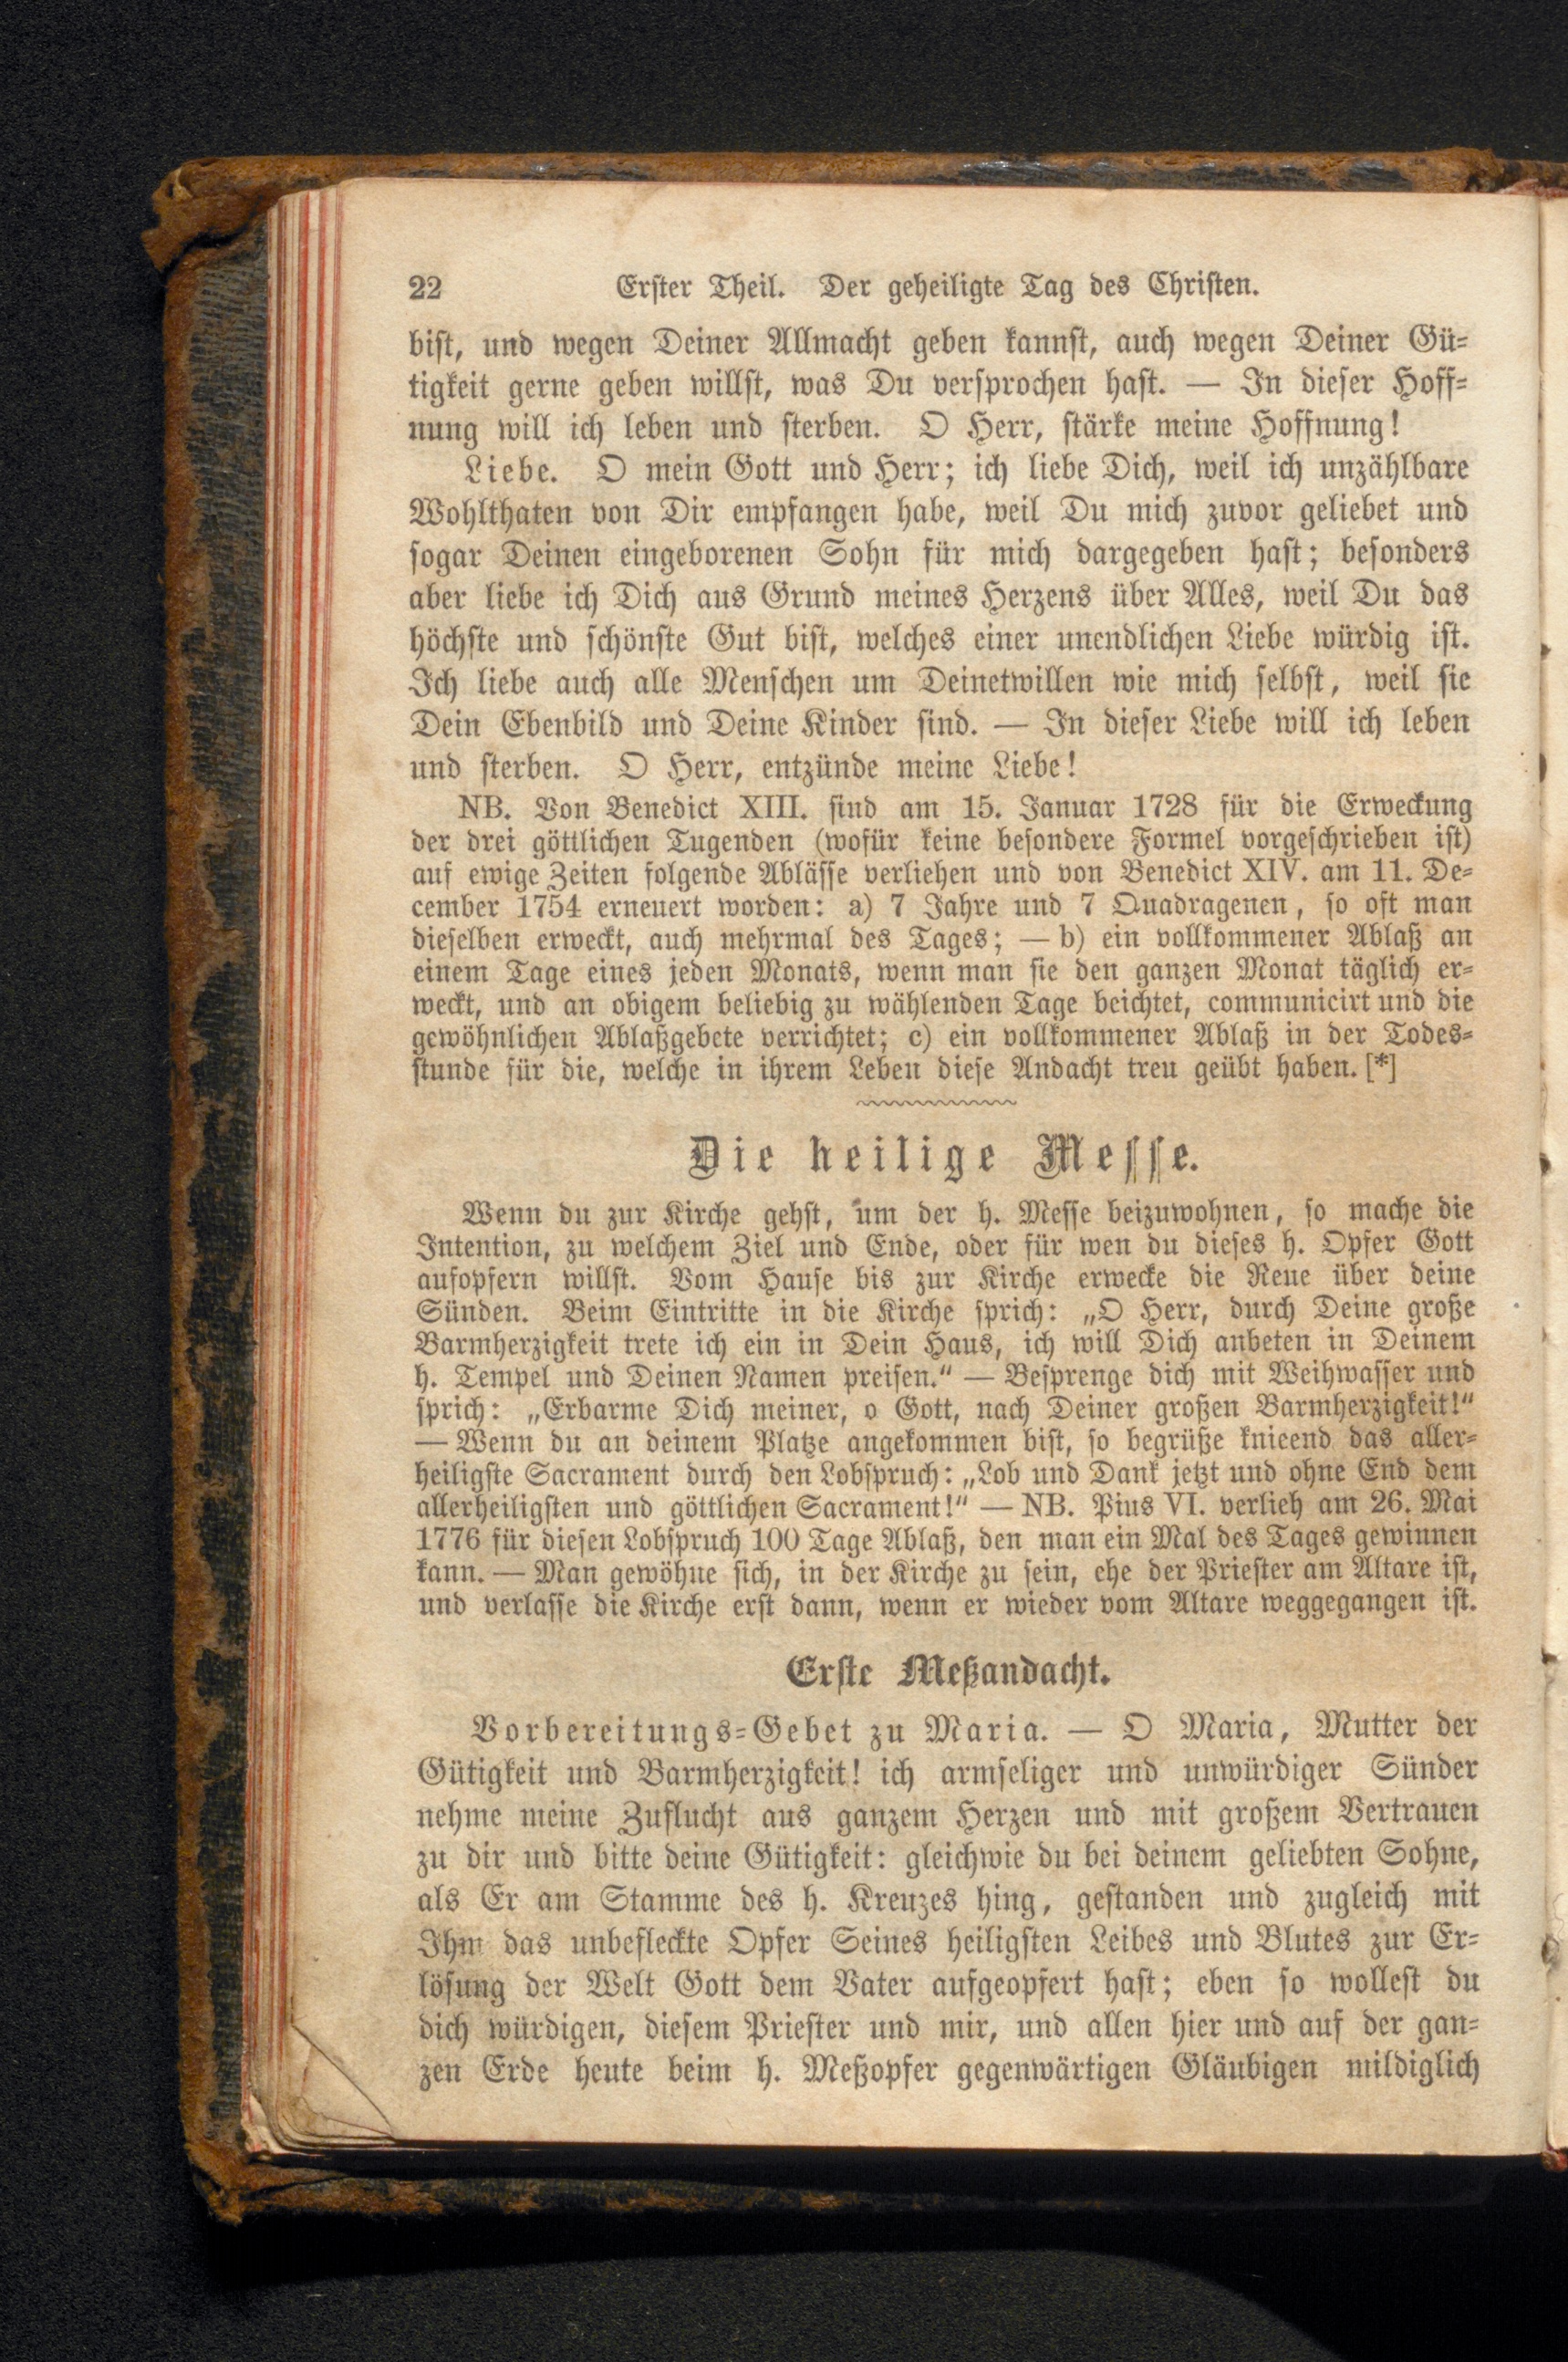 22 Erster Theil. Der geheiligte Tag des Christen.
bist, und wegen Deiner Allmacht geben kannst, auch wegen Deiner Gü-
tigkeit gerne geben willst, was Du versprochen hast. — In dieser Hoff-
nung will ich leben und sterben. O Herr, stärke meine Hoffnung!
Liebe. O mein Gott und Herr; ich liebe Dich, weil ich unzählbare
Wohlthaten von Dir empfangen habe, weil Du mich zuvor geliebet und
sogar Deinen eingeborenen Sohn für mich dargegeben hast; besonders
aber liebe ich Dich aus Grund meines Herzens über Alles, weil Du das
höchste und schönste Gut bist, welches einer unendlichen Liebe würdig ist.
Ich liebe auch alle Menschen um Deinetwillen wie mich selbst, weil sie
Dein Ebenbild und Deine Kinder sind. — In dieser Liebe will ich leben
und sterben. O Herr, entzünde meine Liebe!
NB. Von Benedict XIII. sind am 15. Januar 1728 für die Erweckung
der drei göttlichen Tugenden (wofür keine besondere Formel vorgeschrieben ist)
auf ewige Zeiten folgende Ablässe verliehen und von Benedict XIV. am 11. De-
cember 1754 erneuert worden: a) 7 Jahre und 7 Quadragenen, so oft man
dieselben erweckt, auch mehrmal des Tages; — b) ein vollkommener Ablaß an
einem Tage eines jeden Monats, wenn man sie den ganzen Monat täglich er-
weckt, und an obigem beliebig zu wählenden Tage beichtet, communicirt und die
gewöhnlichen Ablaßgebete verrichtet; c) ein vollkommener Ablaß in der Todes-
stunde für die, welche in ihrem Leben diese Andacht treu geübt haben. [*]
Die heilige Messe.
Wenn du zur Kirche gehst, um der h. Messe beizuwohnen, so mache die
Intention, zu welchem Ziel und Ende, oder für wen du dieses h. Opfer Gott
aufopfern willst. Vom Hause bis zur Kirche erwecke die Reue über deine
Sünden. Beim Eintritte in die Kirche sprich: „O Herr, durch Deine große
Barmherzigkeit trete ich ein in Dein Haus, ich will Dich anbeten in Deinem
h. Tempel und Deinen Namen preisen.“ — Besprenge dich mit Weihwasser und
sprich: „Erbarme Dich meiner, o Gott, nach Deiner großen Barmherzigkeit!“
— Wenn du an deinem Platze angekommen bist, so begrüße knieend das aller-
heiligste Sacrament durch den Lobspruch: „Lob und Dank jetzt und ohne End dem
allerheiligsten und göttlichen Sacrament!“ — NB. Pius VI. verlieh am 26. Mai
1776 für diesen Lobspruch 100 Tage Ablaß, den man ein Mal des Tages gewinnen
kann. — Man gewöhne sich, in der Kirche zu sein, ehe der Priester am Altare ist,
und verlasse die Kirche erst dann, wenn er wieder vom Altare weggegangen ist.
Erste Meßandacht.
Vorbereitungs-Gebet zu Maria. — O Maria, Mutter der
Gütigkeit und Barmherzigkeit! ich armseliger und unwürdiger Sünder
nehme meine Zuflucht aus ganzem Herzen und mit großem Vertrauen
zu dir und bitte deine Gütigkeit: gleichwie du bei deinem geliebten Sohne,
als Er am Stamme des h. Kreuzes hing, gestanden und zugleich mit
Ihm das unbefleckte Opfer Seines heiligsten Leibes und Blutes zur Er-
lösung der Welt Gott dem Vater aufgeopfert hast; eben so wollest du
dich würdigen, diesem Priester und mir, und allen hier und auf der gan-
zen Erde heute beim h. Meßopfer gegenwärtigen Gläubigen mildiglich